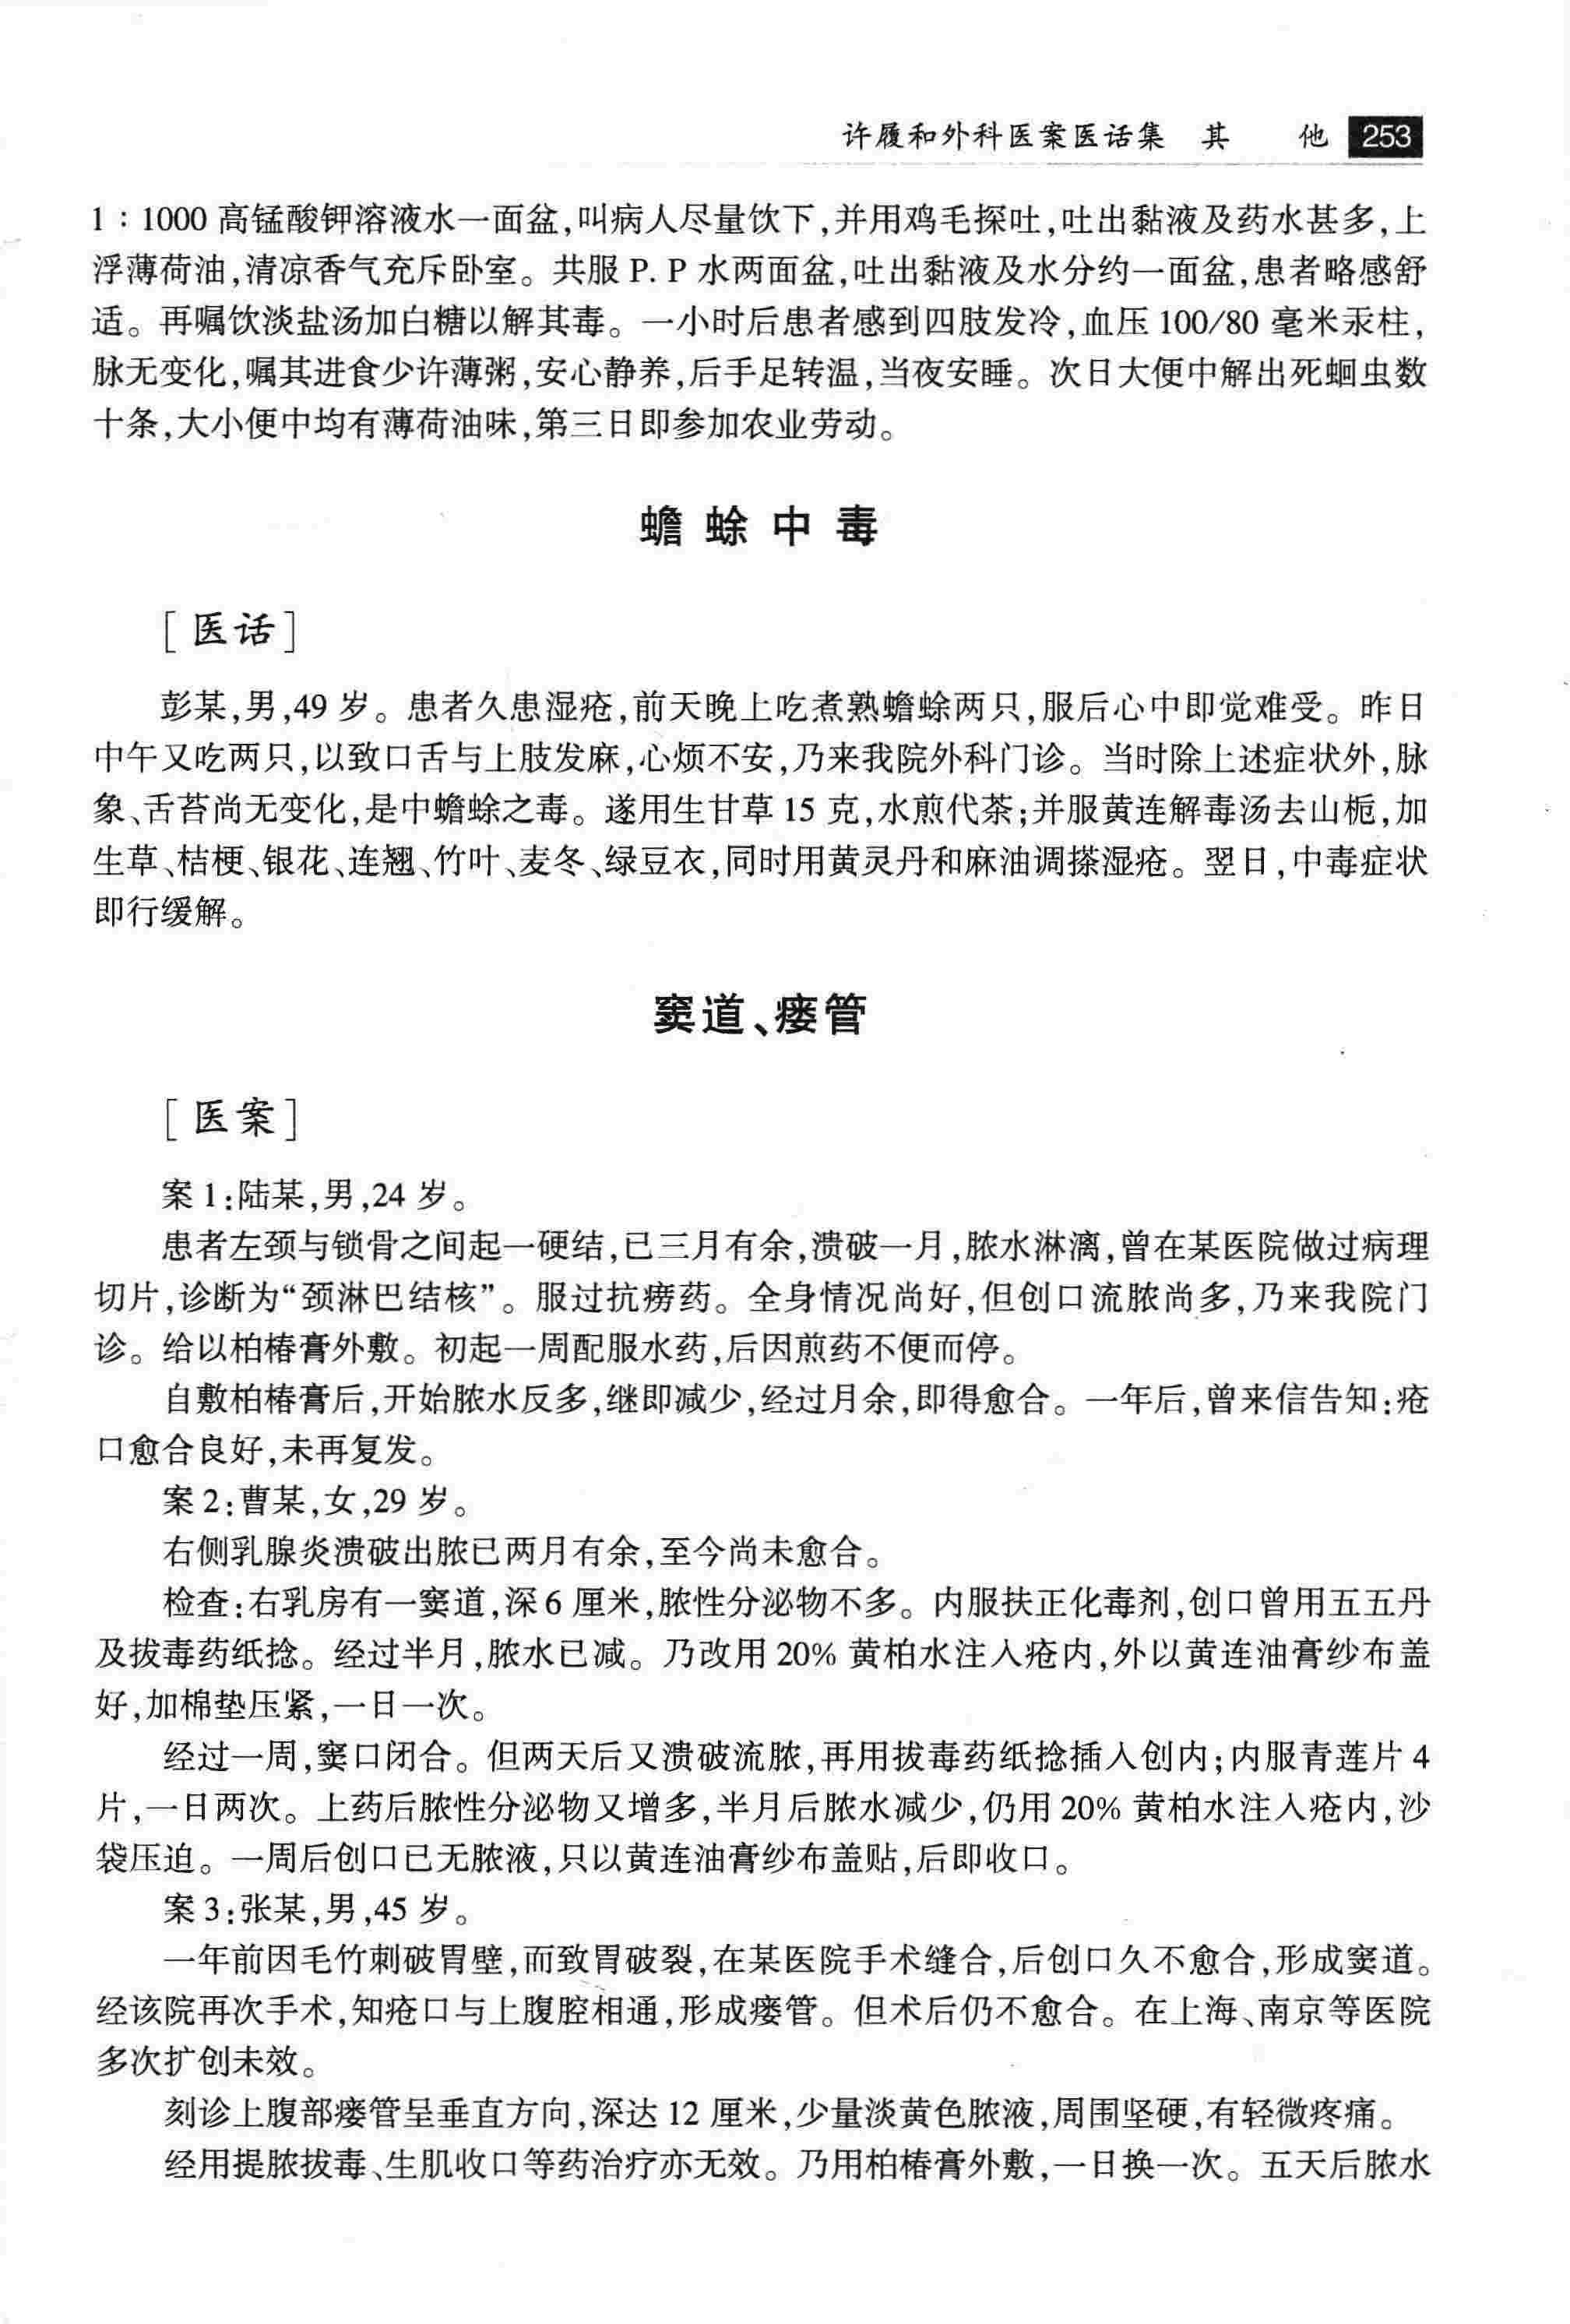 许履和外科医案医话集 其 他 253
1∶1000高锰酸钾溶液水一面盆,叫病人尽量饮下,并用鸡毛探吐,吐出黏液及药水甚多,上
浮薄荷油,清凉香气充斥卧室。共服P.P水两面盆,吐出黏液及水分约一面盆,患者略感舒
适。再嘱饮淡盐汤加白糖以解其毒。一小时后患者感到四肢发冷,血压100/80毫米汞柱,
脉无变化,嘱其进食少许薄粥,安心静养,后手足转温,当夜安睡。次日大便中解出死蛔虫数
十条,大小便中均有薄荷油味,第三日即参加农业劳动。
蟾蜍中毒
[医话]
彭某,男,49岁。患者久患湿疮,前天晚上吃煮熟蟾蜍两只,服后心中即觉难受。昨日
中午又吃两只,以致口舌与上肢发麻,心烦不安,乃来我院外科门诊。当时除上述症状外,脉
象、舌苔尚无变化,是中蟾蜍之毒。遂用生甘草15克,水煎代茶;并服黄连解毒汤去山栀,加
生草、桔梗、银花、连翘、竹叶、麦冬、绿豆衣,同时用黄灵丹和麻油调搽湿疮。翌日,中毒症状
即行缓解。
窦道、瘘管
[医案]
案1:陆某,男,24岁。
患者左颈与锁骨之间起一硬结,已三月有余,溃破一月,脓水淋漓,曾在某医院做过病理
切片,诊断为“颈淋巴结核”。服过抗痨药。全身情况尚好,但创口流脓尚多,乃来我院门
诊。给以柏椿膏外敷。初起一周配服水药,后因煎药不便而停。
自敷柏椿膏后,开始脓水反多,继即减少,经过月余,即得愈合。一年后,曾来信告知:疮
口愈合良好,未再复发。
案2:曹某,女,29岁。
右侧乳腺炎溃破出脓已两月有余,至今尚未愈合。
检查:右乳房有一窦道,深6厘米,脓性分泌物不多。内服扶正化毒剂,创口曾用五五丹
及拔毒药纸捻。经过半月,脓水已减。乃改用20%黄柏水注入疮内,外以黄连油膏纱布盖
好,加棉垫压紧,一日一次。
经过一周,窦口闭合。但两天后又溃破流脓,再用拔毒药纸捻插入创内;内服青莲片4
片,一日两次。上药后脓性分泌物又增多,半月后脓水减少,仍用20%黄柏水注入疮内,沙
袋压迫。一周后创口已无脓液,只以黄连油膏纱布盖贴,后即收口。
案3:张某,男,45岁。
一年前因毛竹刺破胃壁,而致胃破裂,在某医院手术缝合,后创口久不愈合,形成窦道。
经该院再次手术,知疮口与上腹腔相通,形成瘘管。但术后仍不愈合。在上海、南京等医院
多次扩创未效。
刻诊上腹部瘘管呈垂直方向,深达12厘米,少量淡黄色脓液,周围坚硬,有轻微疼痛。
经用提脓拔毒、生肌收口等药治疗亦无效。乃用柏椿膏外敷,一日换一次。五天后脓水